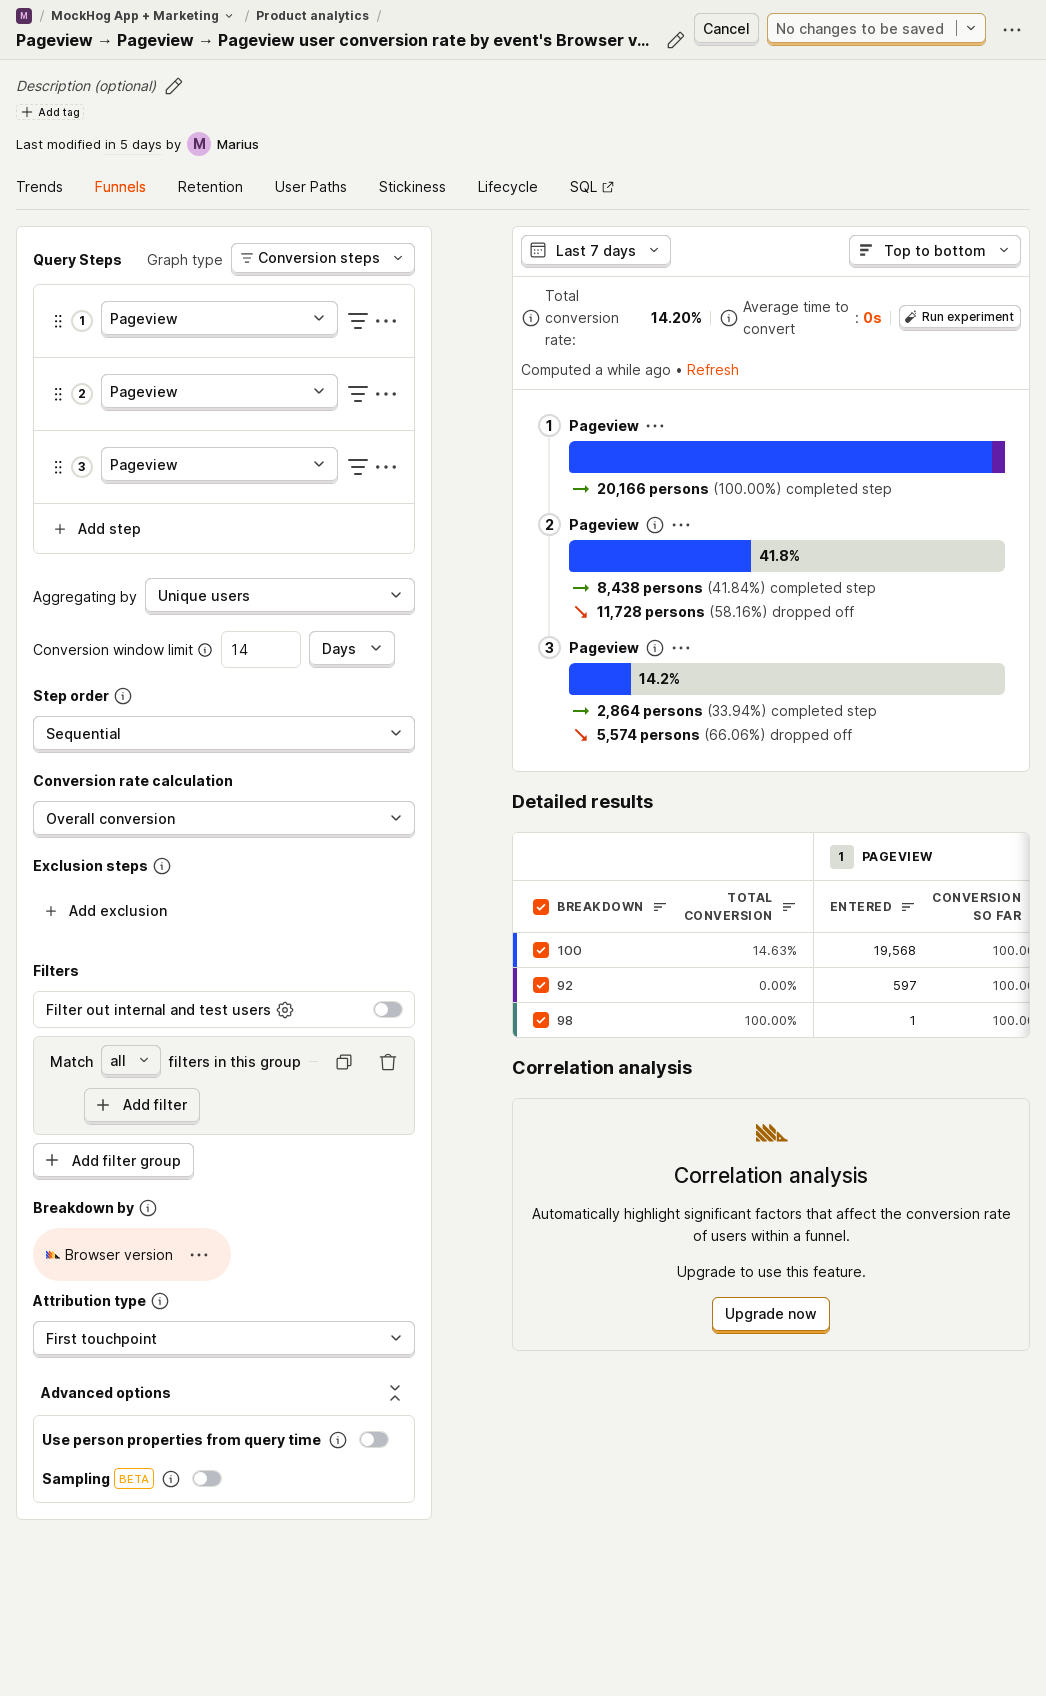 M / MockHog App + Marketing / Product analytics /
Pageview → Pageview → Pageview user conversion rate by event's Browser v...
Cancel
No changes to be saved
Description (optional)
Add tag
Last modified in 5 days by M Marius
Trends Funnels Retention User Paths Stickiness Lifecycle SQL
Query Steps Graph type Conversion steps
1 Pageview
2 Pageview
3 Pageview
Add step
Aggregating by Unique users
Conversion window limit 14 Days
Step order
Sequential
Conversion rate calculation
Overall conversion
Exclusion steps
Add exclusion
Filters
Filter out internal and test users
Match all filters in this group
Add filter
Add filter group
Breakdown by
Browser version
Attribution type
First touchpoint
Advanced options
Use person properties from query time
Sampling BETA
Last 7 days Top to bottom
Total conversion rate: 14.20%
Average time to convert : 0s
Run experiment
Computed a while ago • Refresh
1 Pageview
20,166 persons (100.00%) completed step
2 Pageview
41.8%
8,438 persons (41.84%) completed step
11,728 persons (58.16%) dropped off
3 Pageview
14.2%
2,864 persons (33.94%) completed step
5,574 persons (66.06%) dropped off
Detailed results
1 PAGEVIEW
BREAKDOWN TOTAL CONVERSION ENTERED CONVERSION SO FAR
100 14.63% 19,568 100.00
92 0.00% 597 100.00
98 100.00% 1 100.00
Correlation analysis
Correlation analysis
Automatically highlight significant factors that affect the conversion rate
of users within a funnel.
Upgrade to use this feature.
Upgrade now